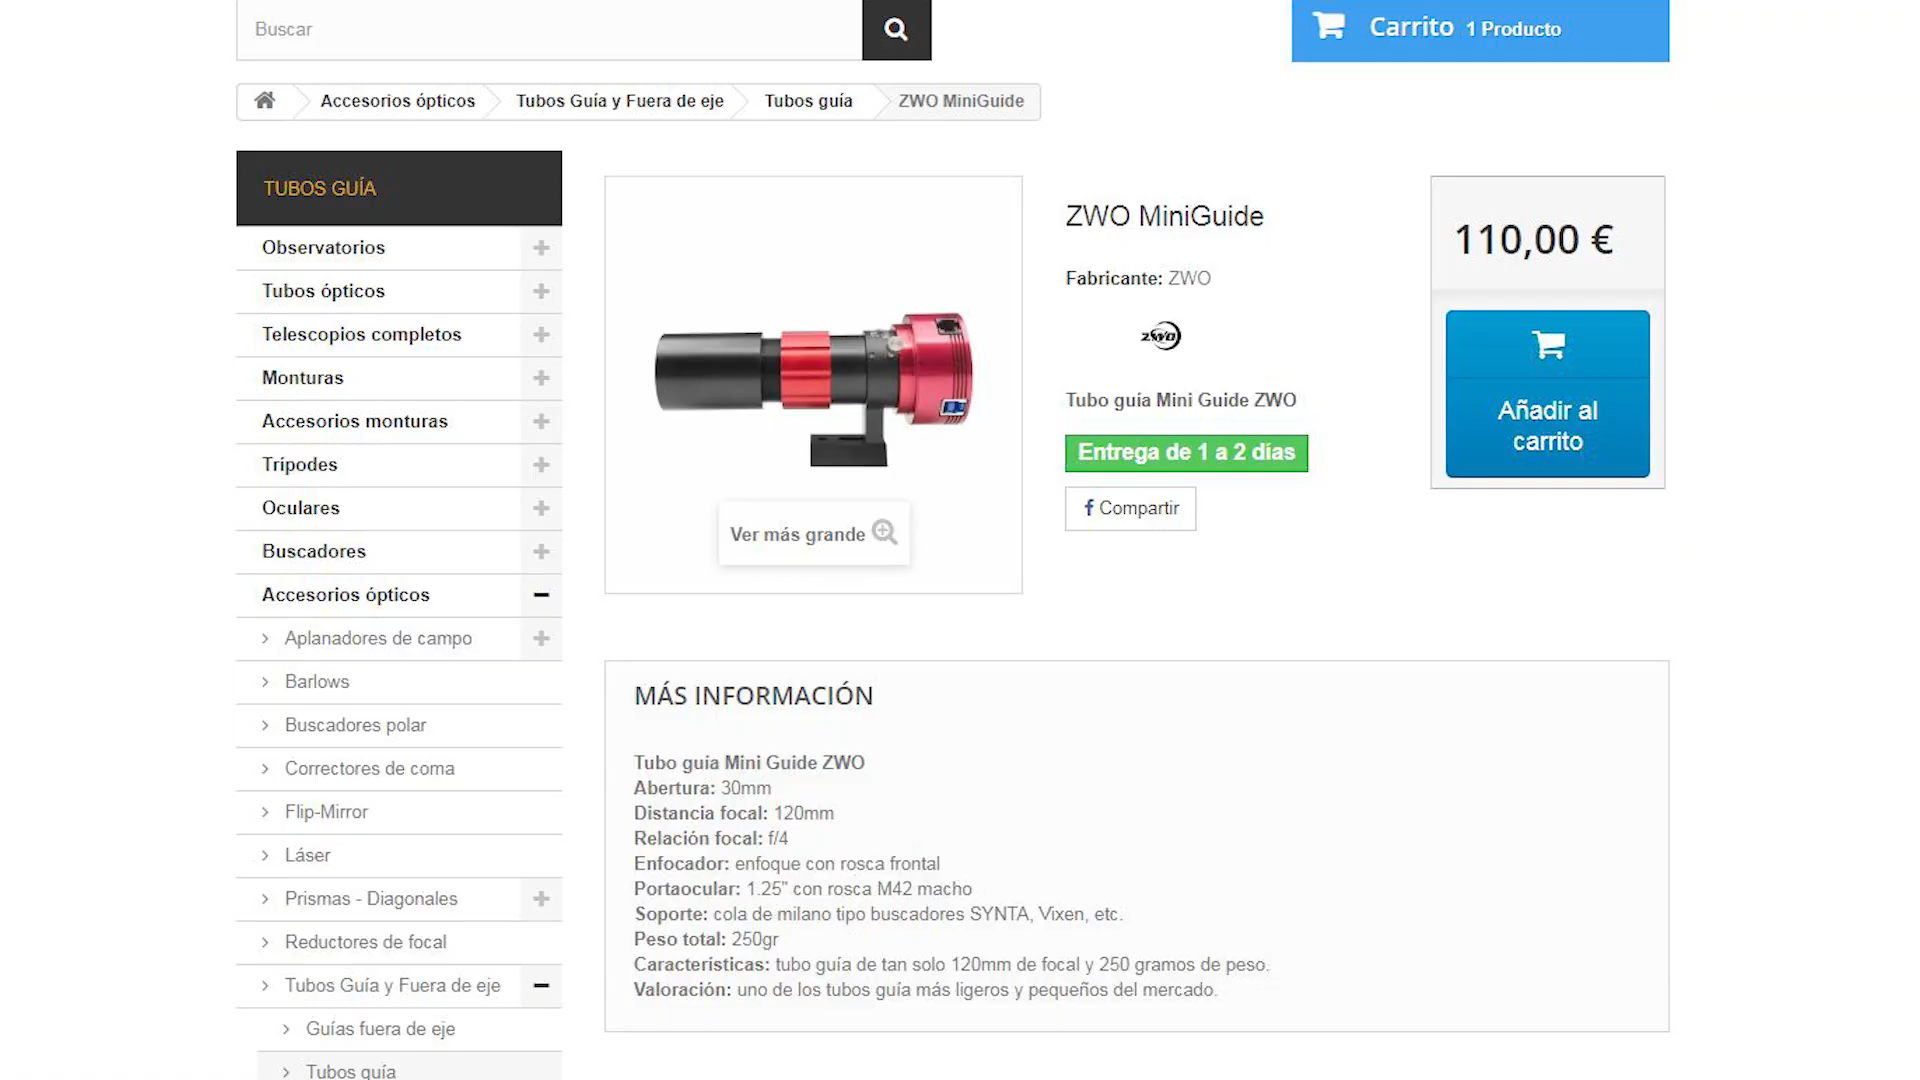 Buscar
Carrito 1 Producto
Accesorios ópticos
Tubos Guía y Fuera de eje
Tubos guía
ZWO MiniGuide
TUBOS GUÍA
Observatorios
Tubos ópticos
Telescopios completos
Monturas
Accesorios monturas
Trípodes
Oculares
Buscadores
Accesorios ópticos
Aplanadores de campo
Barlows
Buscadores polar
Correctores de coma
Flip-Mirror
Láser
Prismas - Diagonales
Reductores de focal
Tubos Guía y Fuera de eje
Guías fuera de eje
Tubos guía
Ver más grande
ZWO MiniGuide
Fabricante: ZWO
ZWO
Tubo guía Mini Guide ZWO
Entrega de 1 a 2 días
Compartir
110,00 €
Añadir al
carrito
MÁS INFORMACIÓN
Tubo guía Mini Guide ZWO
Abertura: 30mm
Distancia focal: 120mm
Relación focal: f/4
Enfocador: enfoque con rosca frontal
Portaocular: 1.25" con rosca M42 macho
Soporte: cola de milano tipo buscadores SYNTA, Vixen, etc.
Peso total: 250gr
Características: tubo guía de tan solo 120mm de focal y 250 gramos de peso.
Valoración: uno de los tubos guía más ligeros y pequeños del mercado.